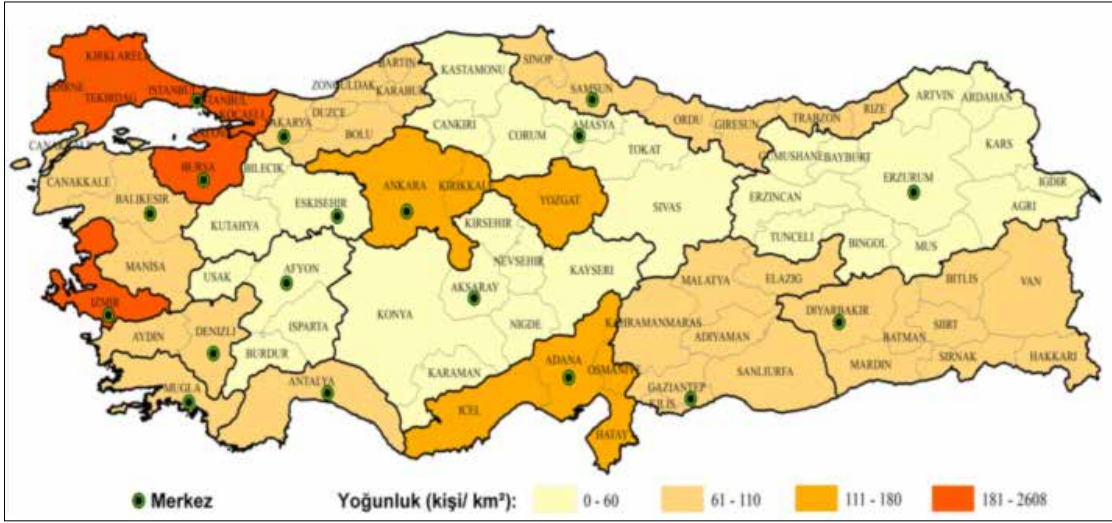 KIRKLARELİ
TEKIRDAG
ISTANBUL
ISTANBUL
KOCAELI
BARTIN
ZONGULDAK
KARABUK
DUZCE
BOLU
KASTAMONU
SINOP
SAMSUN
CANKIRI
CORUM
AMASYA
TOKAT
ORDU
GIRESUN
TRABZON
RIZE
ARTVIN
ARDAHAN
KARS
IGDIR
AGRI
GUMUSHANE
BAYBURT
ERZURUM
ERZINCAN
TUNCELI
BINGOL
MUS
CANAKKALE
CANAKKALE
BALIKESIR
BURSA
BILECIK
ESKISEHIR
KUTAHYA
ANKARA
KIRIKKALE
KIRSEHIR
YOZGAT
SIVAS
NEVSEHIR
KAYSERI
AKSARAY
NIGDE
KONYA
KARAMAN
MANISA
USAK
AFYON
IZMIR
AYDIN
DENIZLI
ISPARTA
BURDUR
MUGLA
ANTALYA
ICEL
ADANA
OSMANIYE
HATAY
KAHRAMANMARAS
MALATYA
ELAZIG
ADIYAMAN
GAZIANTEP
KILIS
SANLIURFA
DIYARBAKIR
BATMAN
MARDIN
SIIRT
SIRNAK
BITLIS
VAN
HAKKARI
Merkez Yoğunluk (kişi/ km²): 0 - 60 61 - 110 111 - 180 181 - 2608